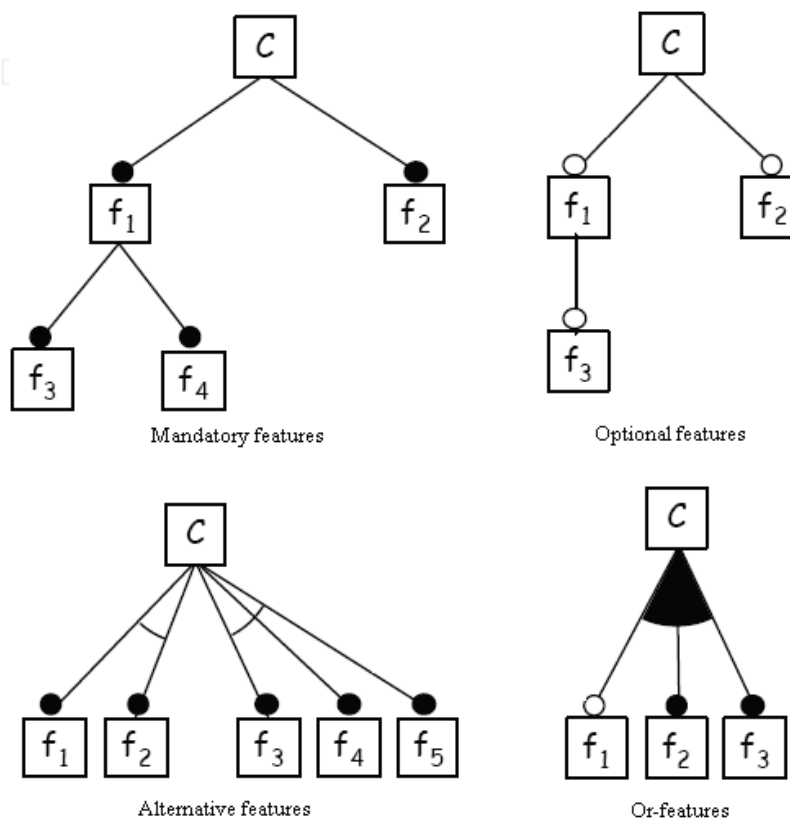 C
f1 f2
f3 f4
Mandatory features
C
f1 f2
f3
Optional features
C
f1 f2 f3 f4 f5
Alternative features
C
f1 f2 f3
Or-features